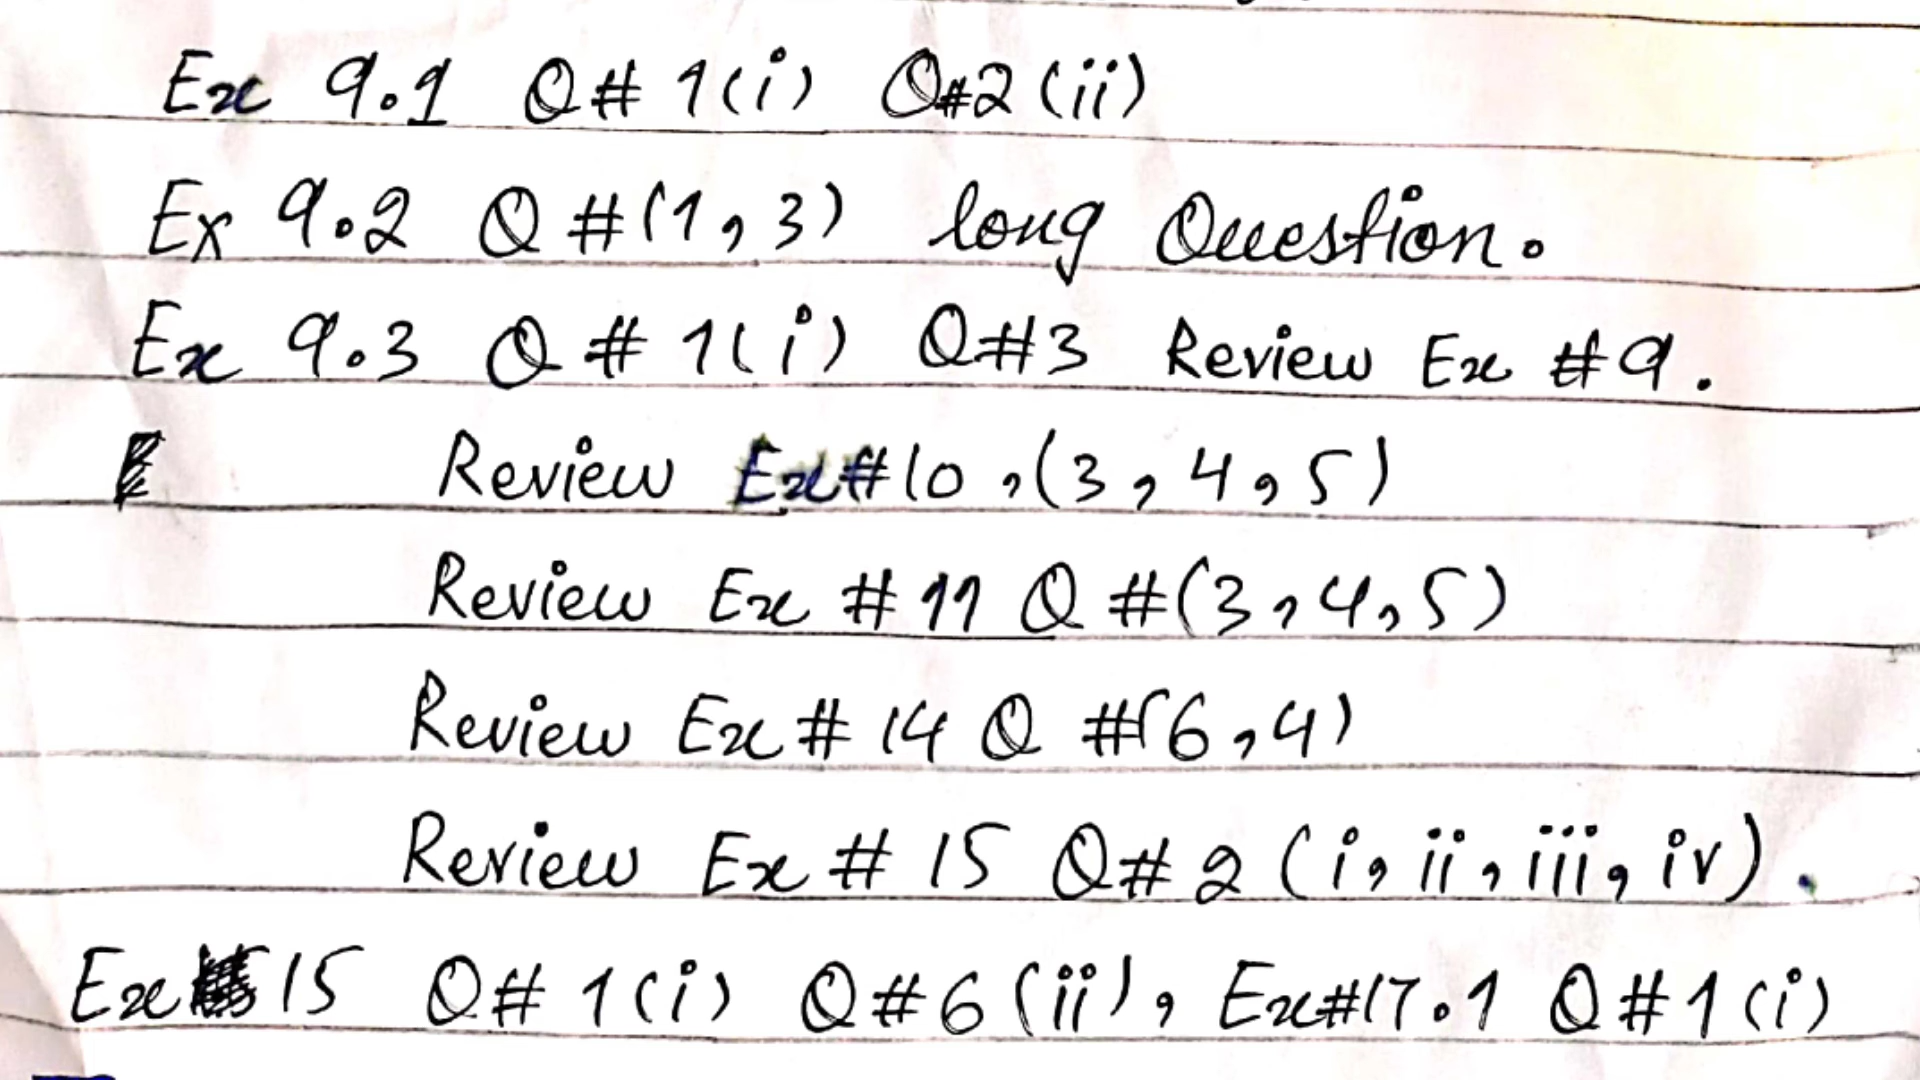 Ex 9.1 Q# 1(i) Q#2 (ii)
Ex 9.2 Q #(1,3) long Question.
Ex 9.3 Q # 1(i) Q#3 Review Ex #9.
Review Ex#10,(3,4,5)
Review Ex #11 Q #(3,4,5)
Review Ex# 14 Q #(6,4)
Review Ex # 15 Q# 2 (i, ii, iii, iv).
Ex 15 Q# 1(i) Q#6 (ii), Ex#17.1 Q#1(i)